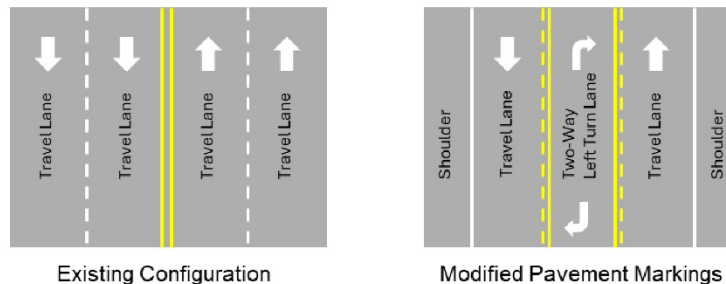 Travel Lane
Travel Lane
Travel Lane
Travel Lane
Existing Configuration
Shoulder
Travel Lane
Two-Way
Left Turn Lane
Travel Lane
Shoulder
Modified Pavement Markings